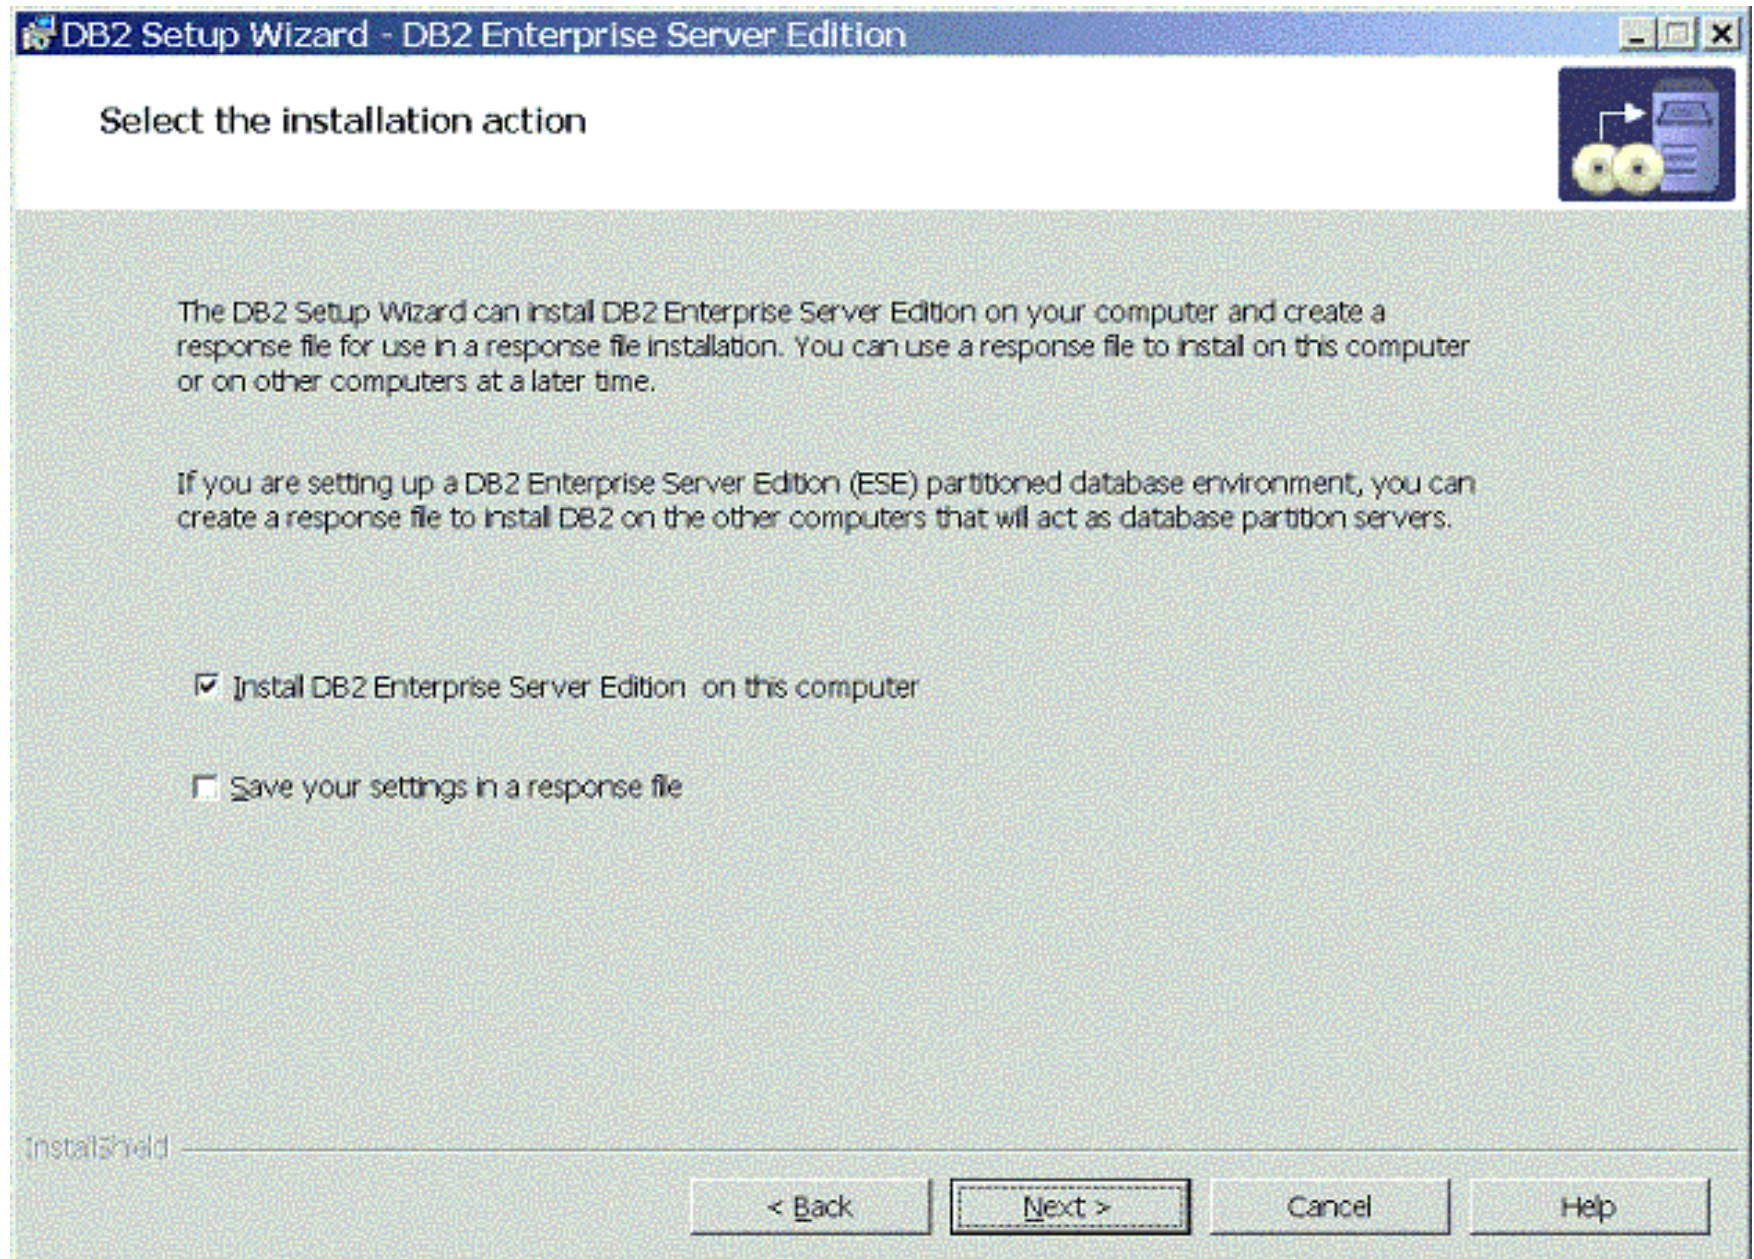 DB2 Setup Wizard - DB2 Enterprise Server Edition
Select the installation action
The DB2 Setup Wizard can install DB2 Enterprise Server Edition on your computer and create a
response file for use in a response file installation. You can use a response file to install on this computer
or on other computers at a later time.
If you are setting up a DB2 Enterprise Server Edition (ESE) partitioned database environment, you can
create a response file to install DB2 on the other computers that will act as database partition servers.
Install DB2 Enterprise Server Edition  on this computer
Save your settings in a response file
InstallShield
< Back
Next >
Cancel
Help